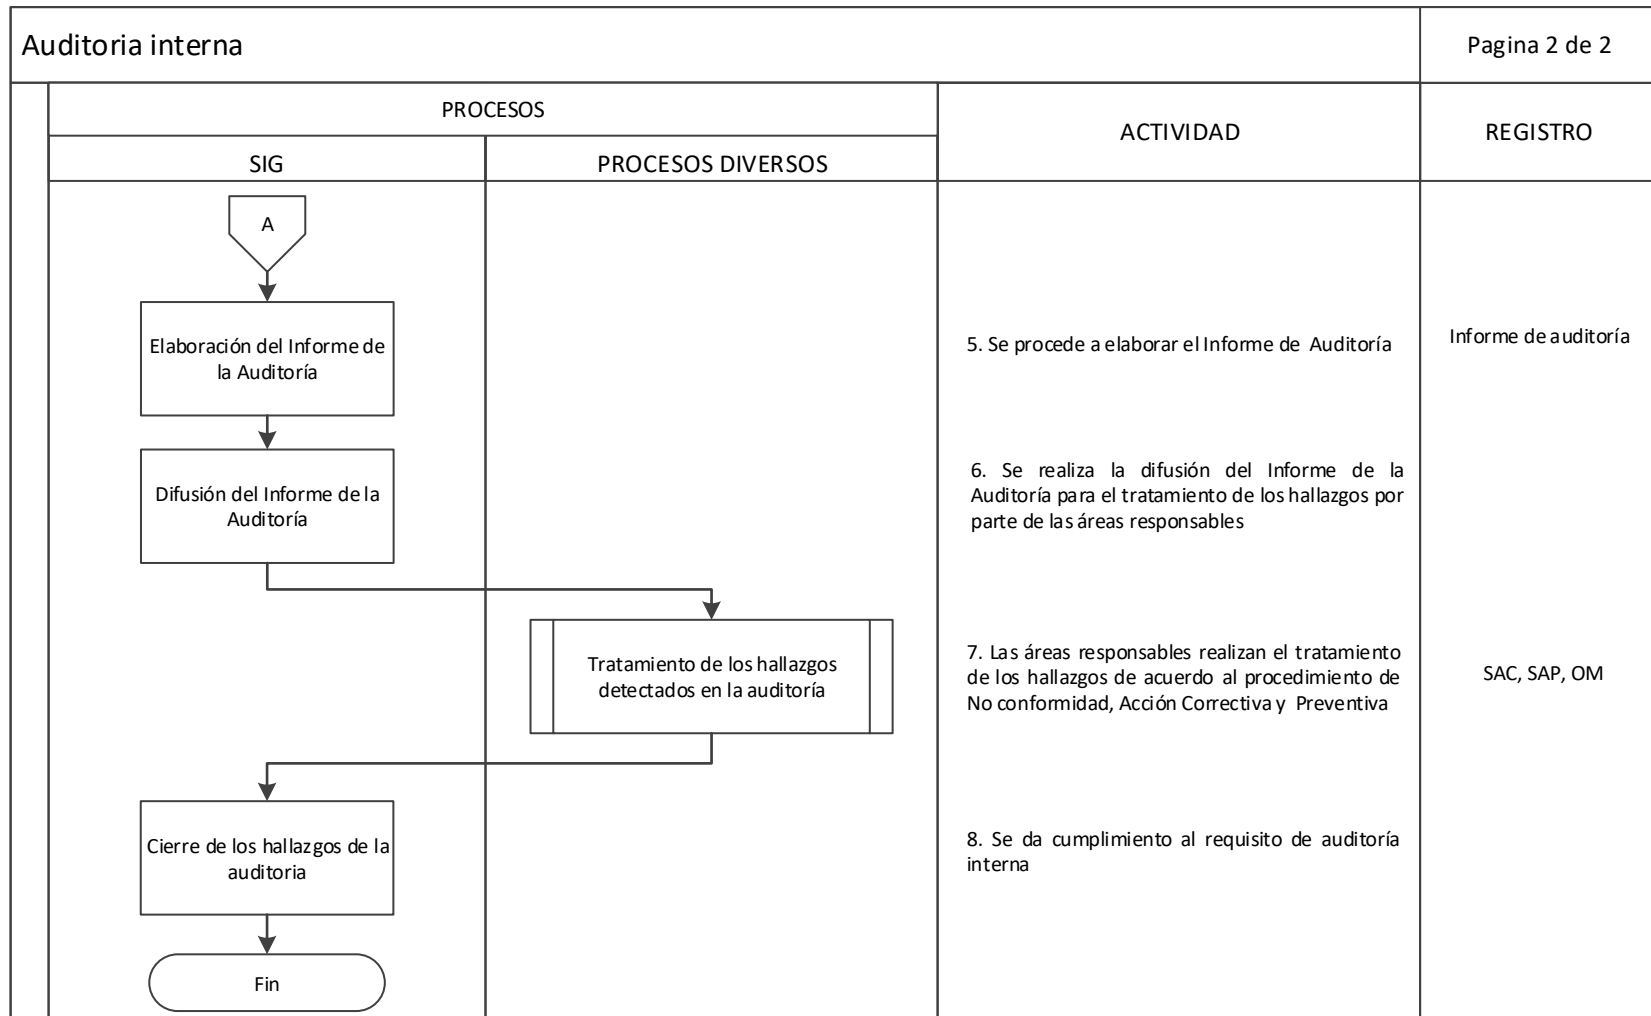 Auditoria interna
Pagina 2 de 2
PROCESOS
ACTIVIDAD
REGISTRO
SIG
PROCESOS DIVERSOS
A
Elaboración del Informe de
la Auditoría
5. Se procede a elaborar el Informe de Auditoría
Informe de auditoría
Difusión del Informe de la
Auditoría
6. Se realiza la difusión del Informe de la
Auditoría para el tratamiento de los hallazgos por
parte de las áreas responsables
Tratamiento de los hallazgos
detectados en la auditoría
7. Las áreas responsables realizan el tratamiento
de los hallazgos de acuerdo al procedimiento de
No conformidad, Acción Correctiva y Preventiva
SAC, SAP, OM
Cierre de los hallazgos de la
auditoria
8. Se da cumplimiento al requisito de auditoría
interna
Fin